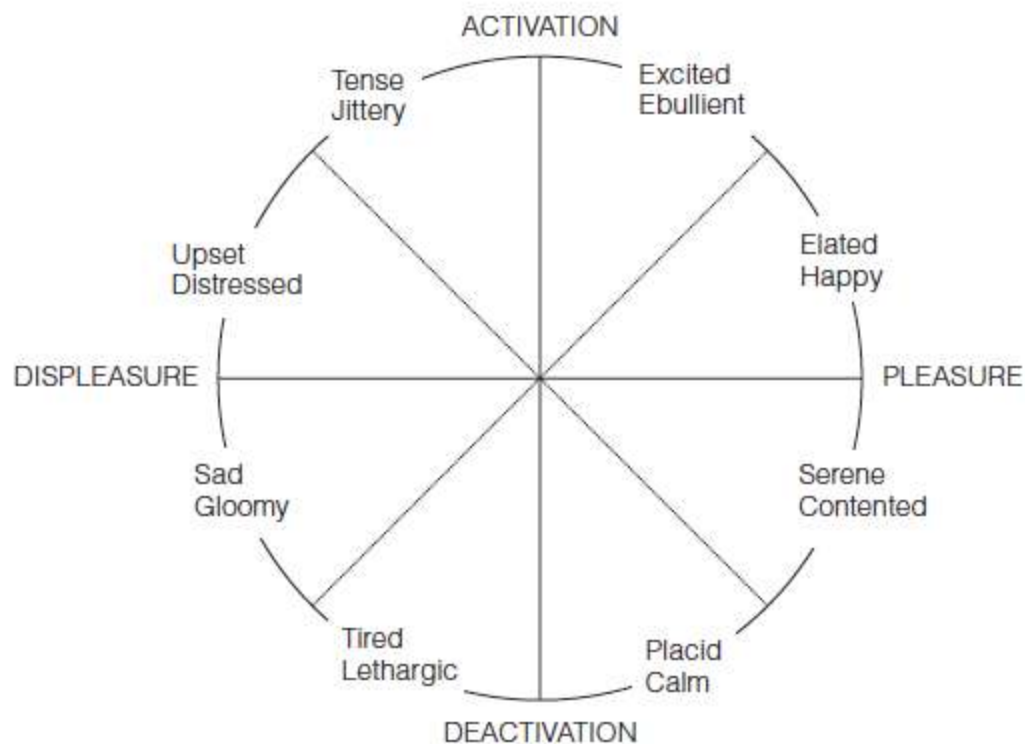 ACTIVATION
Tense
Jittery
Excited
Ebullient
Upset
Distressed
Elated
Happy
DISPLEASURE
PLEASURE
Sad
Gloomy
Serene
Contented
Tired
Lethargic
Placid
Calm
DEACTIVATION